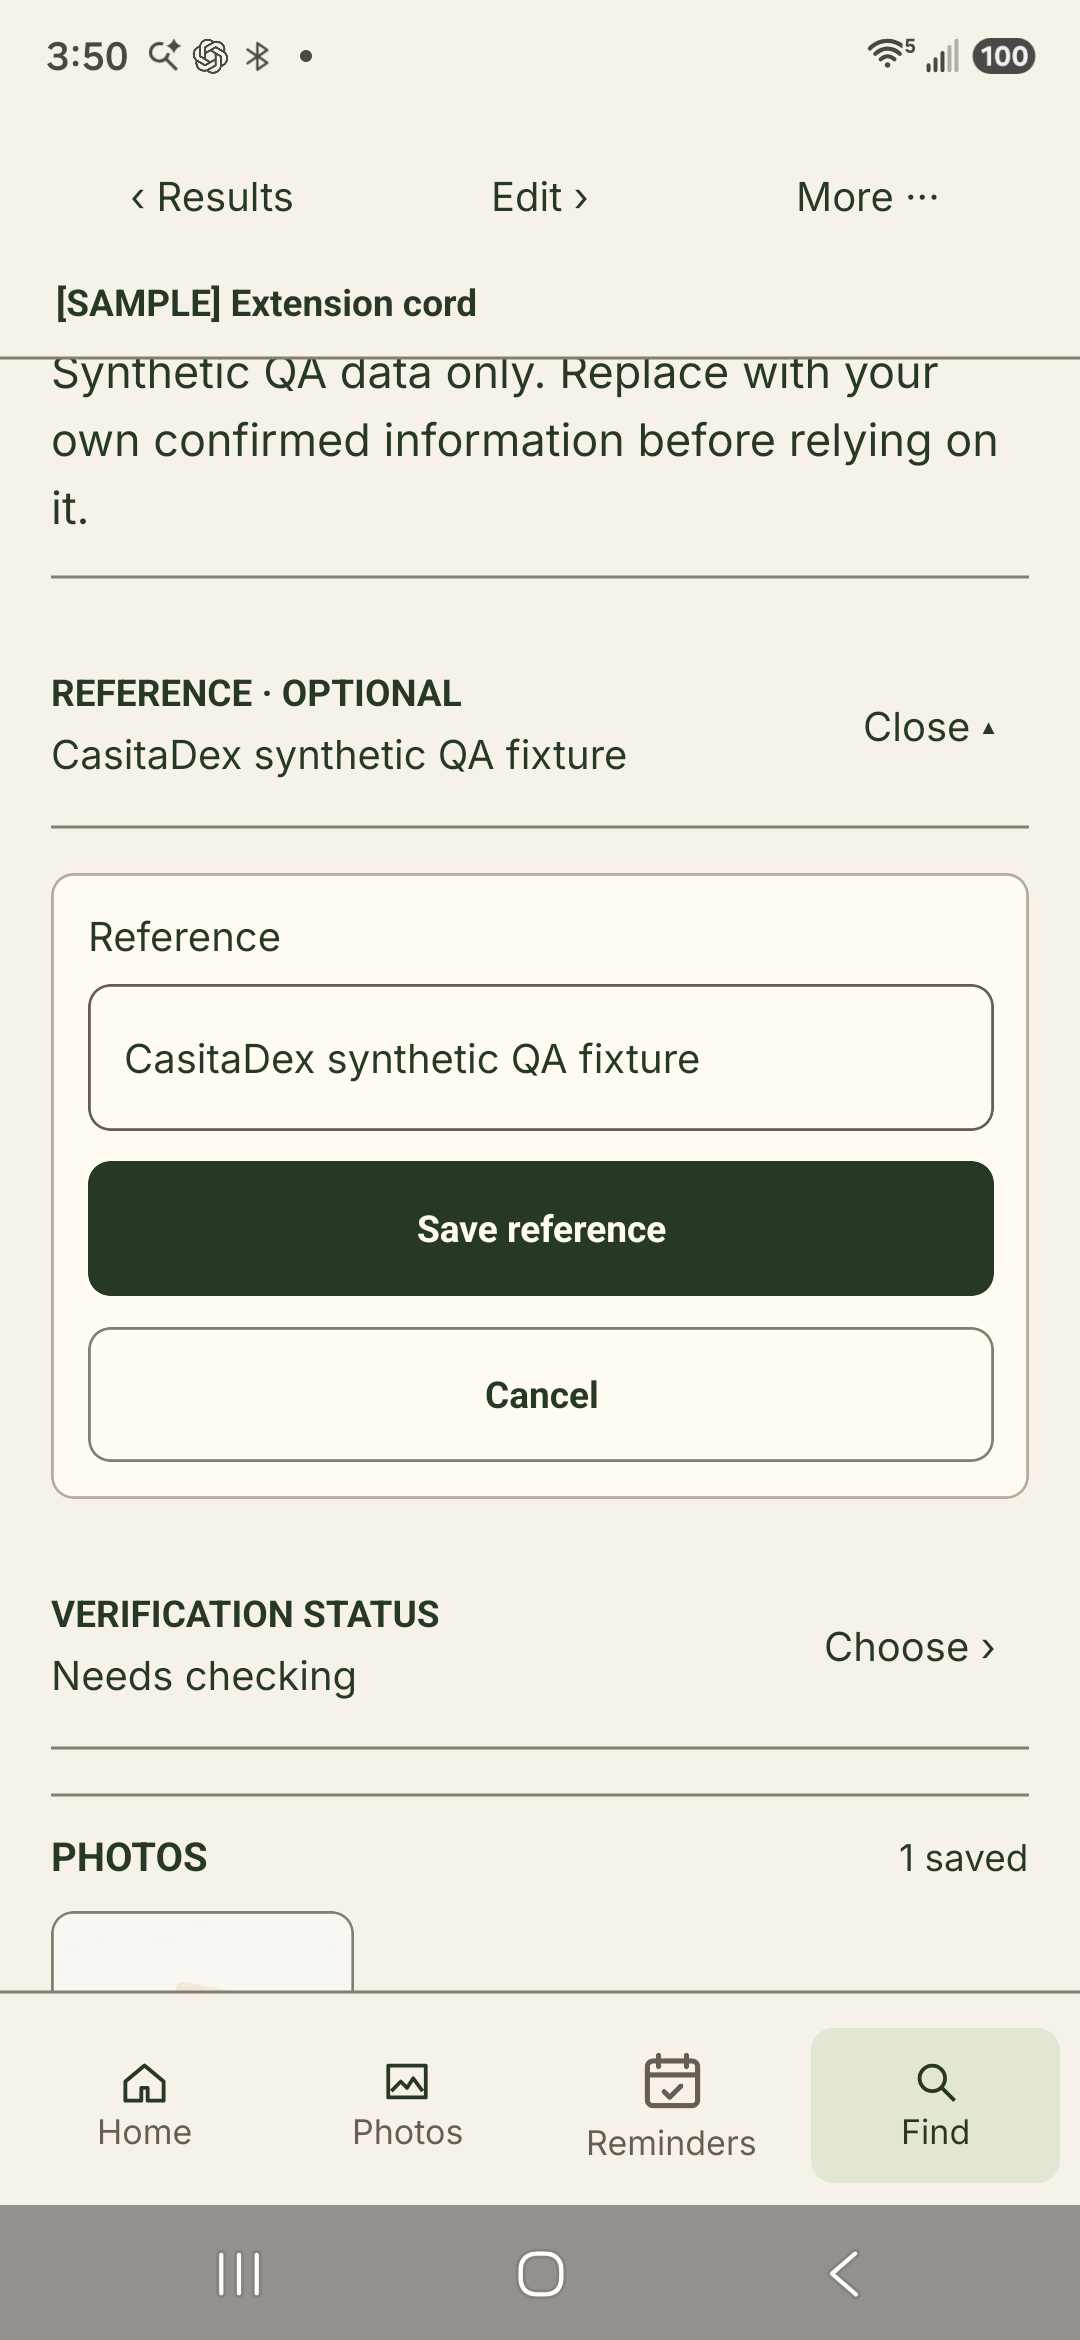 3:50
5
100
‹ Results
Edit ›
More ···
[SAMPLE] Extension cord
Synthetic QA data only. Replace with your
own confirmed information before relying on
it.
REFERENCE · OPTIONAL
CasitaDex synthetic QA fixture
Close ▴
Reference
CasitaDex synthetic QA fixture
Save reference
Cancel
VERIFICATION STATUS
Needs checking
Choose ›
PHOTOS
1 saved
Home
Photos
Reminders
Find